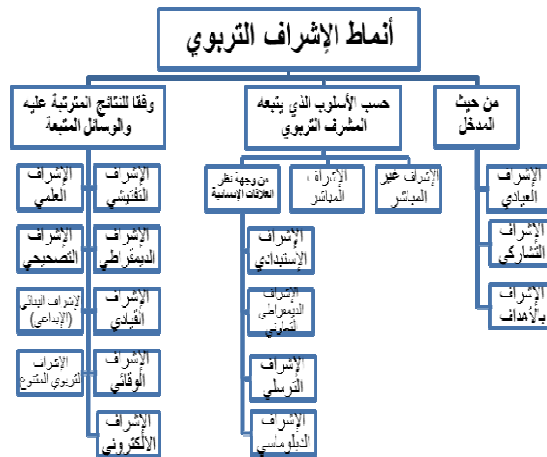 أنماط الإشراف التربوي
من حيث
المدخل
حسب الأسلوب الذي يتبعه
المشرف التربوي
وفقا للنتائج المترتبة عليه
والوسائل المتبعة
الإشراف
العيادي
الإشراف
التشاركي
الإشراف
بالأهداف
الإشراف غير
المباشر
الإشراف
المباشر
من وجهة نظر
العلاقات الإنسانية
الإشراف
الإستبدادي
الإشراف
الديمقراطي
التعاوني
الإشراف
الترسلي
الإشراف
الدبلوماسي
الإشراف
التفتيشي
الإشراف
العلمي
الإشراف
الديمقراطي
الإشراف
التصحيحي
الإشراف
القيادي
الإشراف البنائي
(الإبداعي)
الإشراف
الوقائي
الإشراف
التربوي المتنوع
الإشراف
الالكتروني